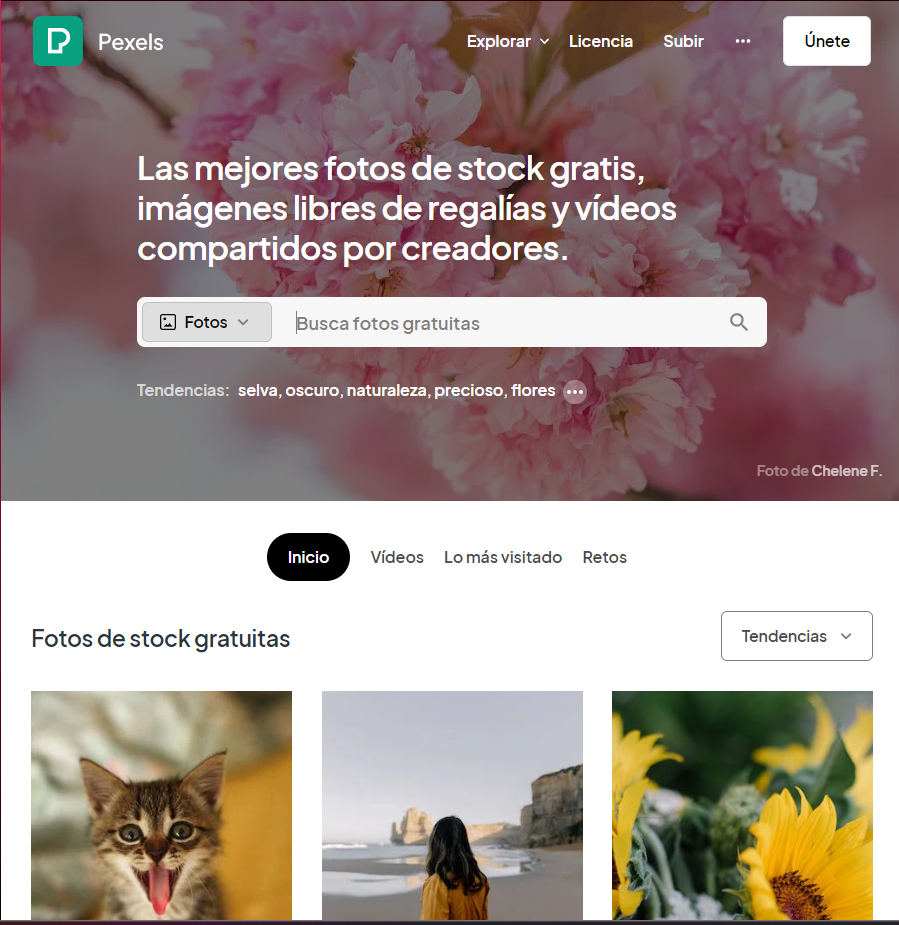 Pexels
Explorar
Licencia
Subir
Únete
Las mejores fotos de stock gratis,
imágenes libres de regalías y vídeos
compartidos por creadores.
Fotos
Busca fotos gratuitas
Tendencias: selva, oscuro, naturaleza, precioso, flores
Foto de Chelene F.
Inicio
Vídeos
Lo más visitado
Retos
Fotos de stock gratuitas
Tendencias